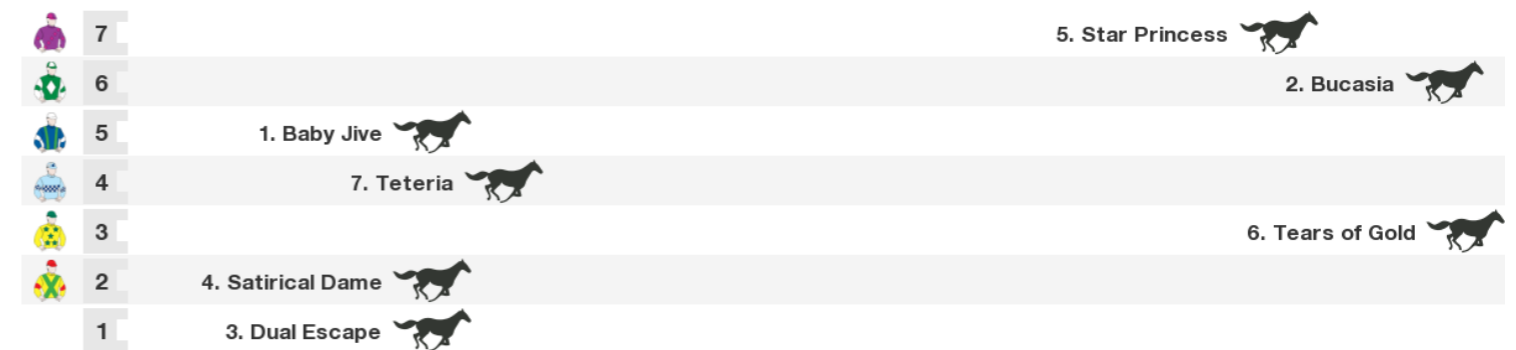 7 5. Star Princess
6 2. Bucasia
5 1. Baby Jive
4 7. Teteria
3 6. Tears of Gold
2 4. Satirical Dame
1 3. Dual Escape